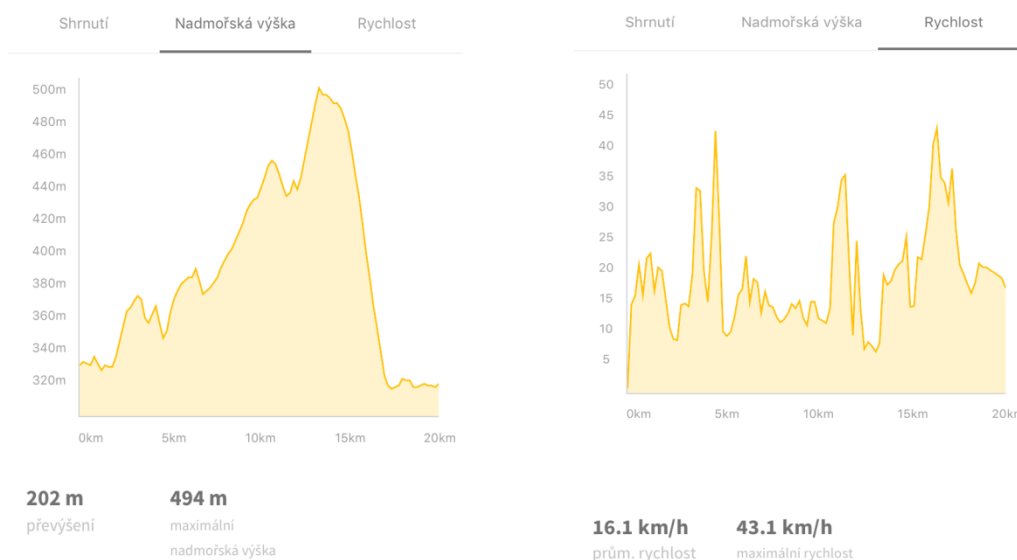 Shrnutí Nadmořská výška Rychlost
500m
480m
460m
440m
420m
400m
380m
360m
340m
320m
0km 5km 10km 15km 20km
202 m 494 m
převýšení maximální
nadmořská výška
Shrnutí Nadmořská výška Rychlost
50
45
40
35
30
25
20
15
10
5
0km 5km 10km 15km 20k
16.1 km/h 43.1 km/h
prům. rychlost maximální rychlost